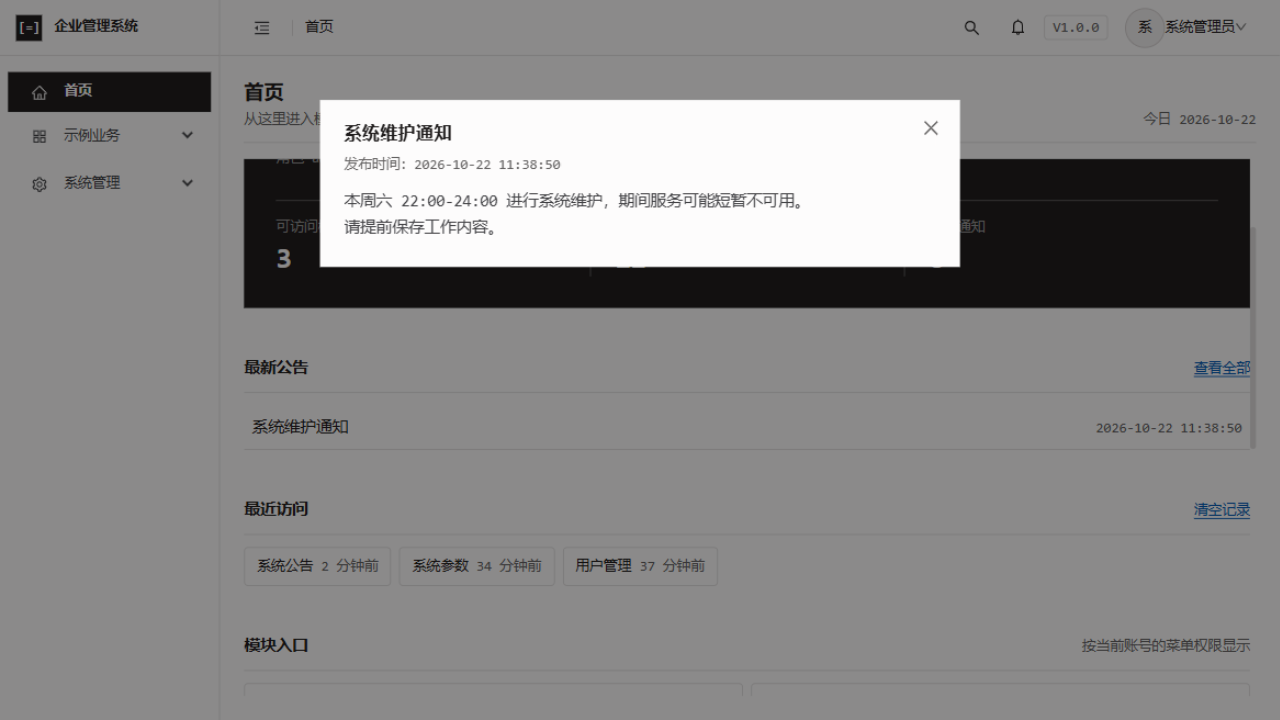 [=] 企业管理系统
首页
V1.0.0
系 系统管理员
首页
示例业务
系统管理
首页
从这里进入
今日 2026-10-22
系统维护通知
发布时间: 2026-10-22 11:38:50
本周六 22:00-24:00 进行系统维护，期间服务可能短暂不可用。
请提前保存工作内容。
可访问
通知
3
最新公告
查看全部
系统维护通知
2026-10-22 11:38:50
最近访问
清空记录
系统公告 2 分钟前
系统参数 34 分钟前
用户管理 37 分钟前
模块入口
按当前账号的菜单权限显示